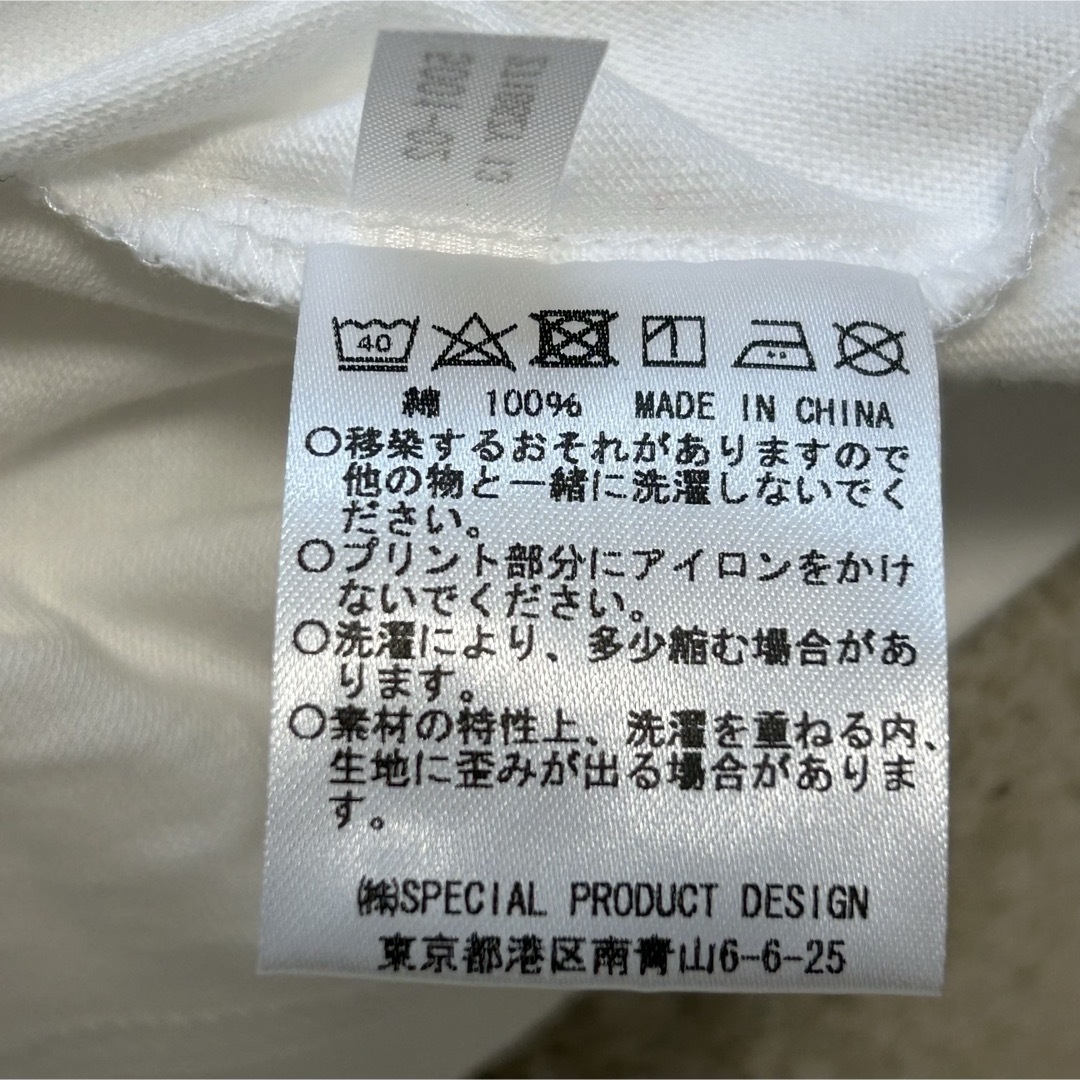 40
綿 100% MADE IN CHINA
○移染するおそれがありますので
他の物と一緒に洗濯しないでく
ださい。
○プリント部分にアイロンをかけ
ないでください。
○洗濯により、多少縮む場合があ
ります。
○素材の特性上、洗濯を重ねる内、
生地に歪みが出る場合がありま
す。
㈱SPECIAL PRODUCT DESIGN
東京都港区南青山6-6-25